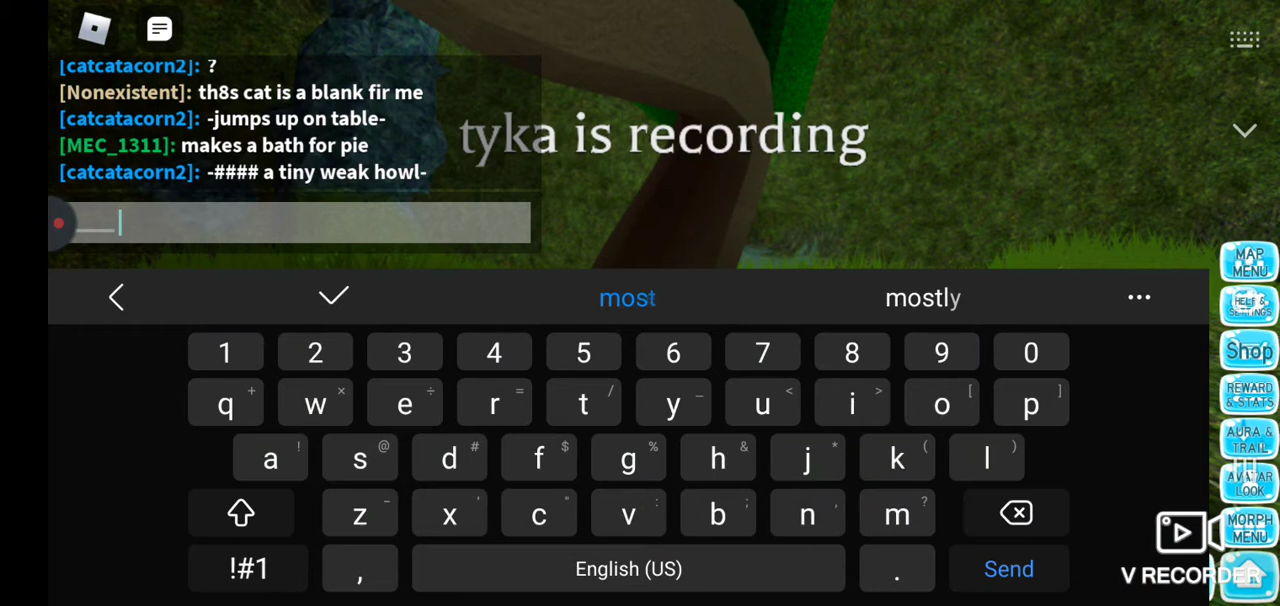 [catcatacorn2]: ?
[Nonexistent]: th8s cat is a blank fir me
[catcatacorn2]: -jumps up on table-
[MEC_1311]: makes a bath for pie
[catcatacorn2]: -#### a tiny weak howl-
tyka is recording
most mostly ...
1 2 3 4 5 6 7 8 9 0
q + w × e ÷ r = t / y _ u < i > o [ p ]
a ! s @ d # f $ g % h & j * k ( l )
z - x ' c " v : b ; n , m ?
!#1 , English (US) . Send
MAP
MENU
HELP &
SETTINGS
Shop
REWARD
& STATS
AURA &
TRAIL
AVATAR
LOOK
MORPH
MENU
V RECORDER